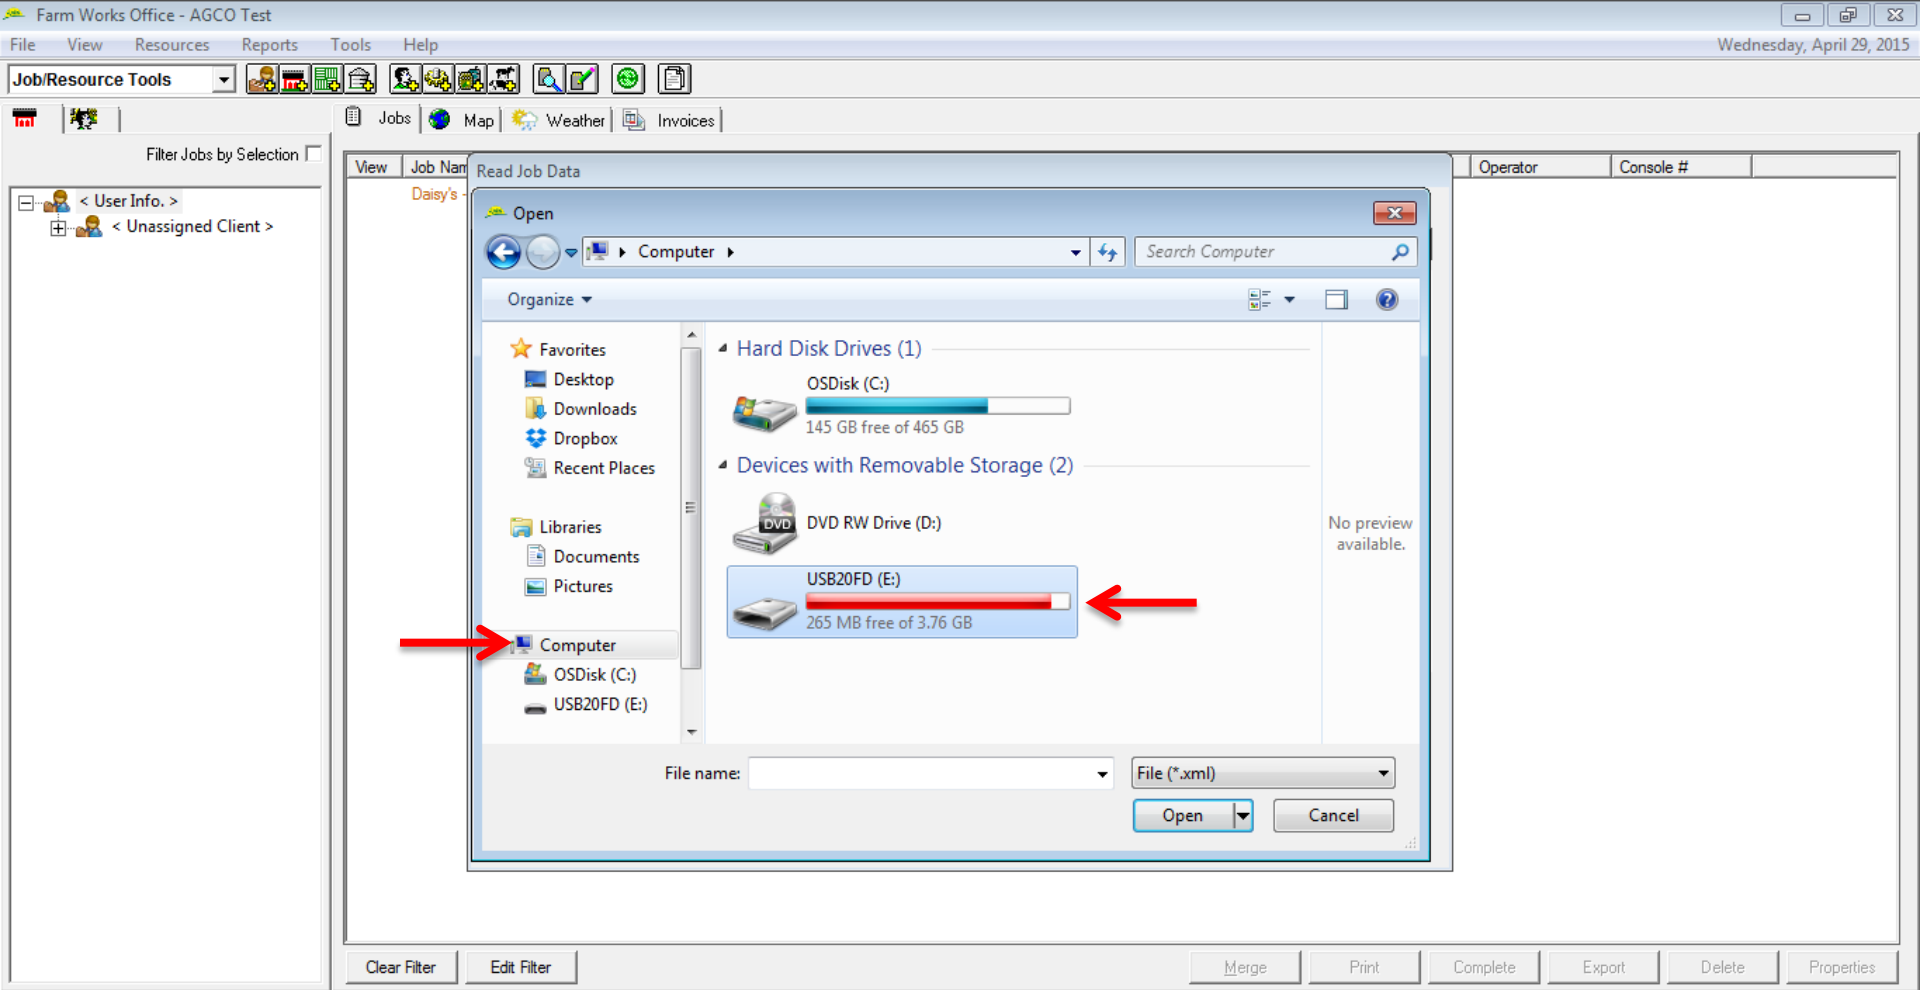 Farm Works Office - AGCO Test
File View Resources Reports Tools Help Wednesday, April 29, 2015
Job/Resource Tools
Jobs Map Weather Invoices
Filter Jobs by Selection
< User Info. >
< Unassigned Client >
View Job Nam Operator Console #
Daisy's -
Read Job Data
Open
Computer Search Computer
Organize
Favorites
Desktop
Downloads
Dropbox
Recent Places
Libraries
Documents
Pictures
Computer
OSDisk (C:)
USB20FD (E:)
Hard Disk Drives (1)
OSDisk (C:)
145 GB free of 465 GB
Devices with Removable Storage (2)
DVD
DVD RW Drive (D:)
USB20FD (E:)
265 MB free of 3.76 GB
No preview
available.
File name: File (*.xml)
Open Cancel
Clear Filter Edit Filter Merge Print Complete Export Delete Properties